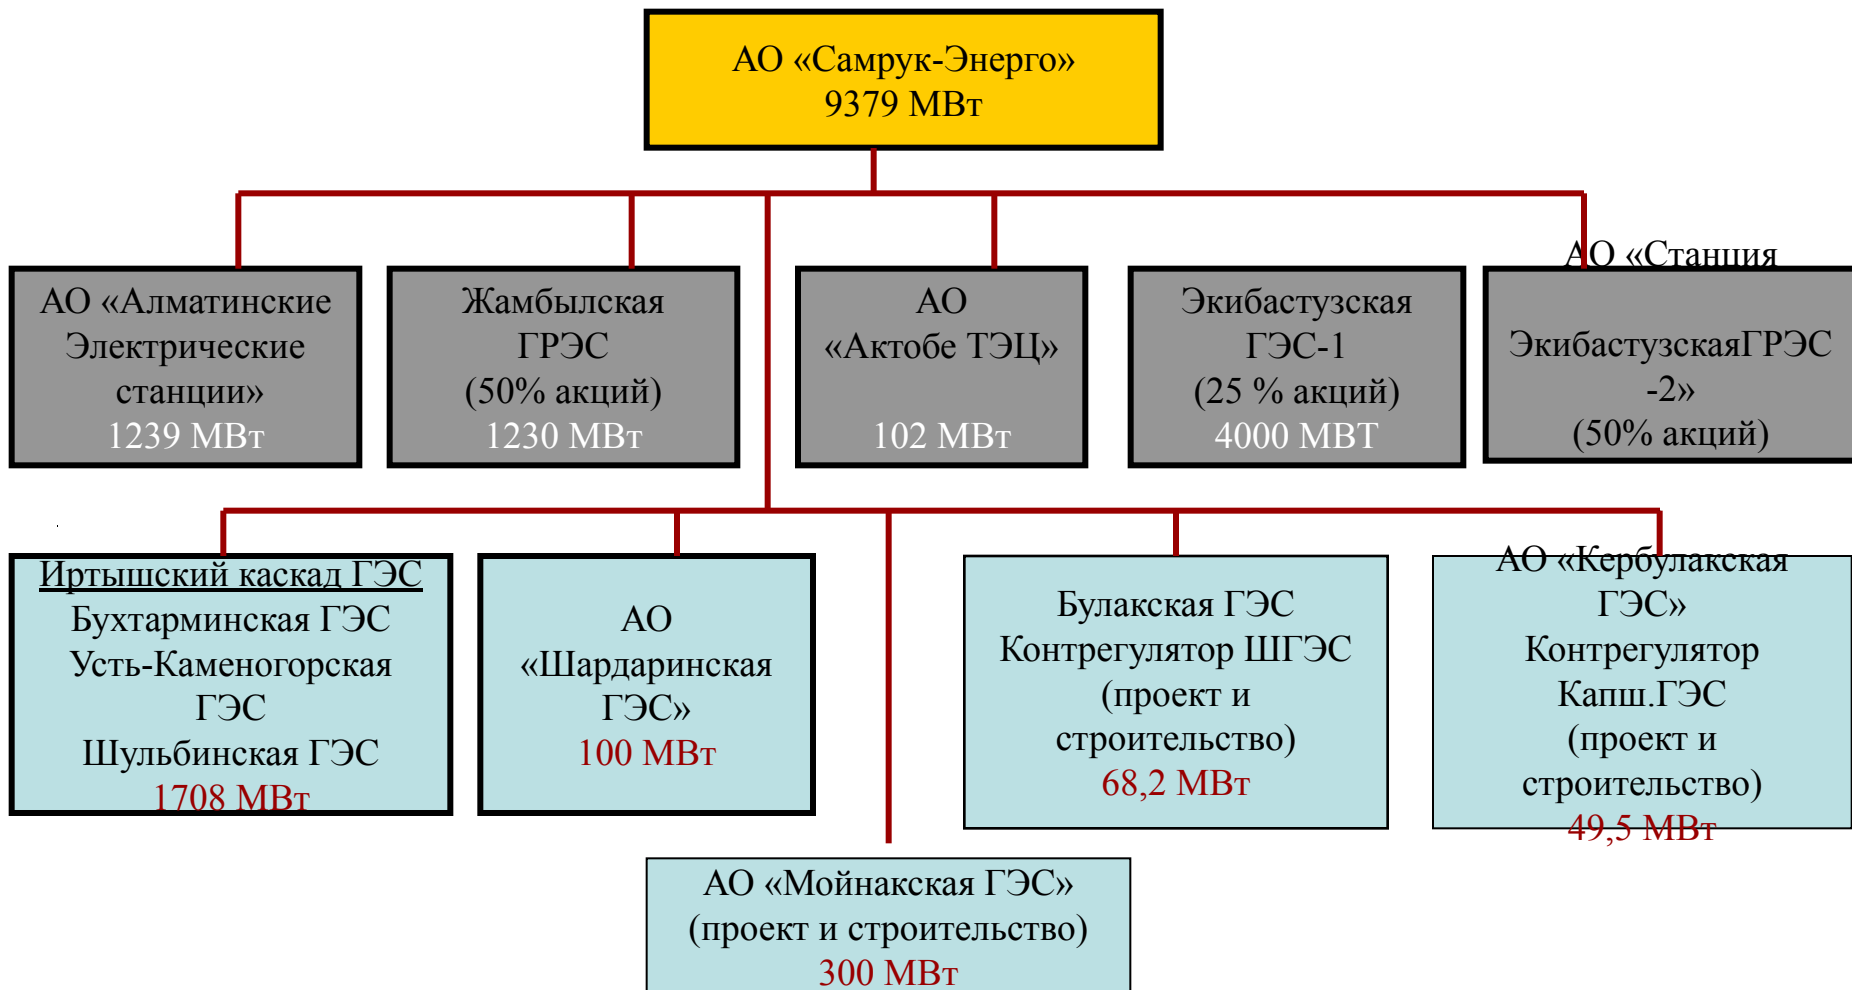 АО «Самрук-Энерго»
9379 МВт
АО «Алматинские
Электрические
станции»
1239 МВт
Жамбылская
ГРЭС
(50% акций)
1230 МВт
АО
«Актобе ТЭЦ»
102 МВт
Экибастузская
ГЭС-1
(25 % акций)
4000 МВТ
АО «Станция
ЭкибастузскаяГРЭС
-2»
(50% акций)
Иртышский каскад ГЭС
Бухтарминская ГЭС
Усть-Каменогорская
ГЭС
Шульбинская ГЭС
1708 МВт
АО
«Шардаринская
ГЭС»
100 МВт
Булакская ГЭС
Контрегулятор ШГЭС
(проект и
строительство)
68,2 МВт
АО «Кербулакская
ГЭС»
Контрегулятор
Капш.ГЭС
(проект и
строительство)
49,5 МВт
АО «Мойнакская ГЭС»
(проект и строительство)
300 МВт